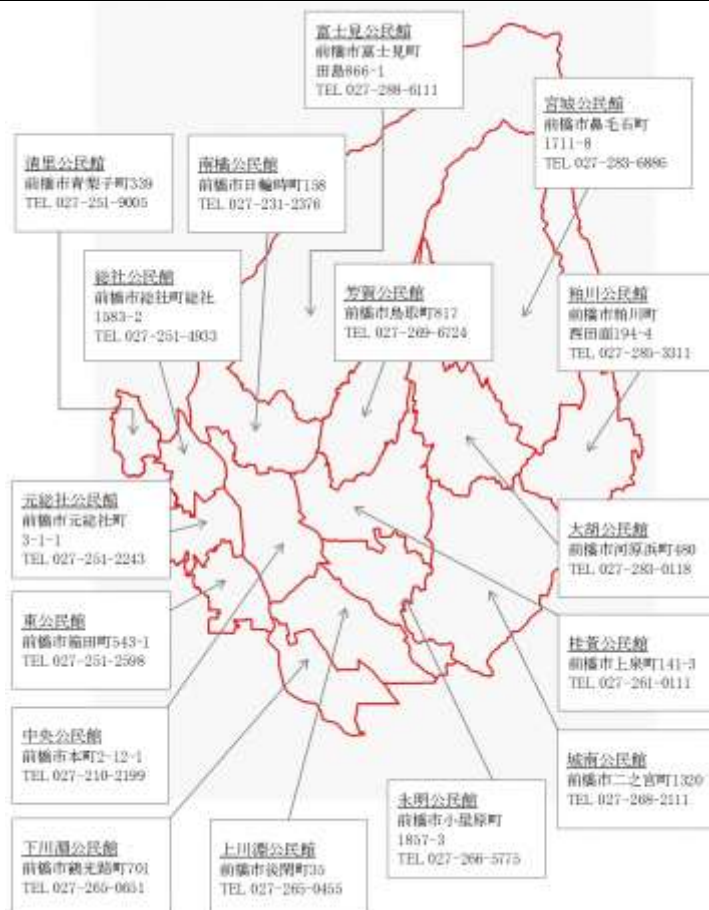 富士見公民館
前橋市富士見町
田島866-1
TEL 027-288-6111
宮城公民館
前橋市鼻毛石町
1711-8
TEL 027-283-6886
清里公民館
前橋市青梨子町339
TEL 027-251-9005
南橘公民館
前橋市日輪時町158
TEL 027-231-2376
総社公民館
前橋市総社町総社
1583-2
TEL 027-251-4933
芳賀公民館
前橋市鳥取町817
TEL 027-269-6724
粕川公民館
前橋市粕川町
西田面194-4
TEL 027-285-3311
元総社公民館
前橋市元総社町
3-1-1
TEL 027-251-2243
大胡公民館
前橋市河原浜町480
TEL 027-283-0118
東公民館
前橋市箱田町543-1
TEL 027-251-2598
桂萱公民館
前橋市上泉町141-3
TEL 027-261-0111
中央公民館
前橋市本町2-12-1
TEL 027-210-2199
城南公民館
前橋市二之宮町1320
TEL 027-268-2111
永明公民館
前橋市小屋原町
1857-3
TEL 027-266-5775
下川淵公民館
前橋市鶴光路町701
TEL 027-265-0651
上川淵公民館
前橋市後閑町35
TEL 027-265-0455